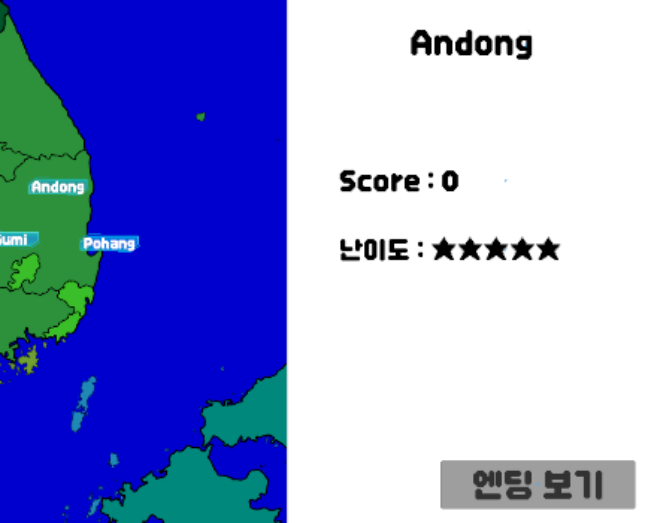 Andong
Score : 0
난이도 : ★★★★★
Andong
Pohang
엔딩 보기